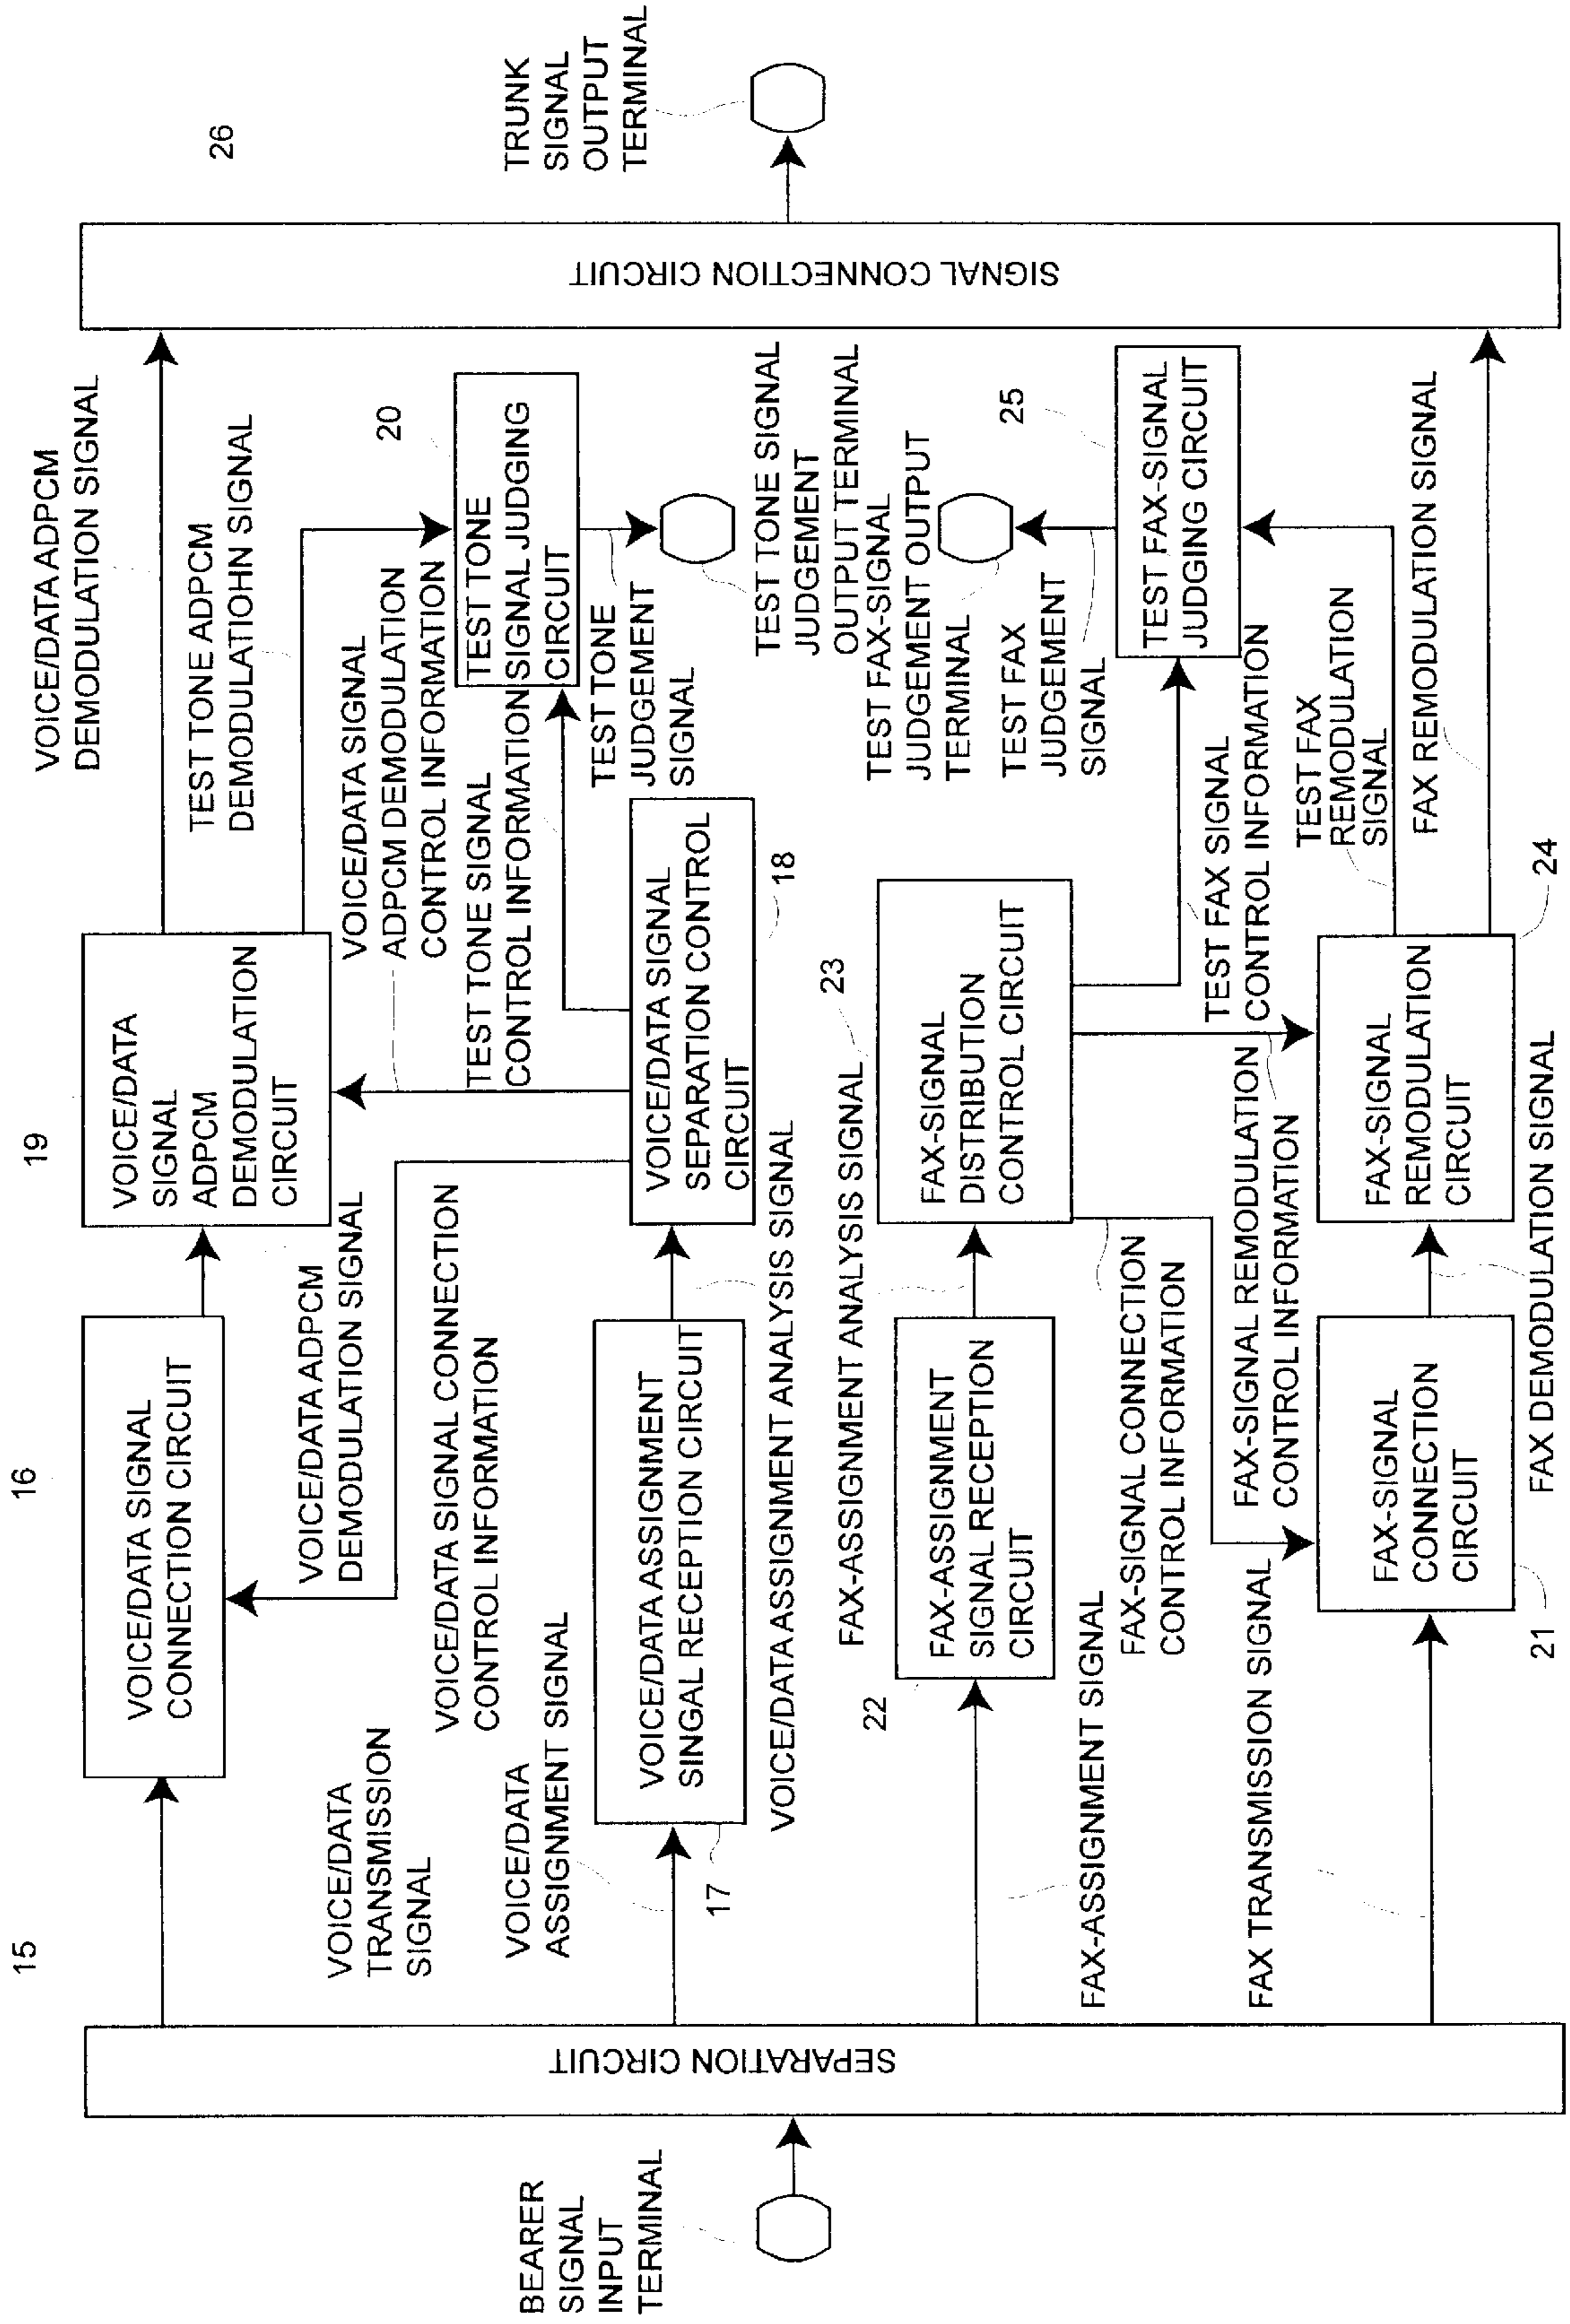 BEARER
SIGNAL
INPUT
TERMINAL
15
SEPARATION CIRCUIT
VOICE/DATA
TRANSMISSION
SIGNAL
VOICE/DATA
ASSIGNMENT SIGNAL
17
FAX-ASSIGNMENT SIGNAL
FAX TRANSMISSION SIGNAL
16
VOICE/DATA SIGNAL
CONNECTION CIRCUIT
VOICE/DATA ADPCM
DEMODULATION SIGNAL
VOICE/DATA SIGNAL CONNECTION
CONTROL INFORMATION
VOICE/DATA ASSIGNMENT
SINGAL RECEPTION CIRCUIT
VOICE/DATA ASSIGNMENT ANALYSIS SIGNAL
FAX-ASSIGNMENT ANALYSIS SIGNAL
22
FAX-ASSIGNMENT
SIGNAL RECEPTION
CIRCUIT
FAX-SIGNAL CONNECTION
CONTROL INFORMATION
FAX-SIGNAL REMODULATION
CONTROL INFORMATION
FAX-SIGNAL
CONNECTION
CIRCUIT
21
FAX DEMODULATION SIGNAL
19
VOICE/DATA
SIGNAL
ADPCM
DEMODULATION
CIRCUIT
VOICE/DATA SIGNAL
ADPCM DEMODULATION
CONTROL INFORMATION
TEST TONE SIGNAL
CONTROL INFORMATION
VOICE/DATA SIGNAL
SEPARATION CONTROL
CIRCUIT
18
23
FAX-SIGNAL
DISTRIBUTION
CONTROL CIRCUIT
TEST FAX SIGNAL
CONTROL INFORMATION
FAX-SIGNAL
REMODULATION
CIRCUIT
24
VOICE/DATA ADPCM
DEMODULATION SIGNAL
TEST TONE ADPCM
DEMODULATIOHN SIGNAL
20
TEST TONE
SIGNAL JUDGING
CIRCUIT
TEST TONE
JUDGEMENT
SIGNAL
TEST TONE SIGNAL
JUDGEMENT
OUTPUT TERMINAL
TEST FAX-SIGNAL
JUDGEMENT OUTPUT
TERMINAL
TEST FAX
JUDGEMENT
SIGNAL
25
TEST FAX-SIGNAL
JUDGING CIRCUIT
TEST FAX
REMODULATION
SIGNAL
FAX REMODULATION SIGNAL
26
SIGNAL CONNECTION CIRCUIT
TRUNK
SIGNAL
OUTPUT
TERMINAL